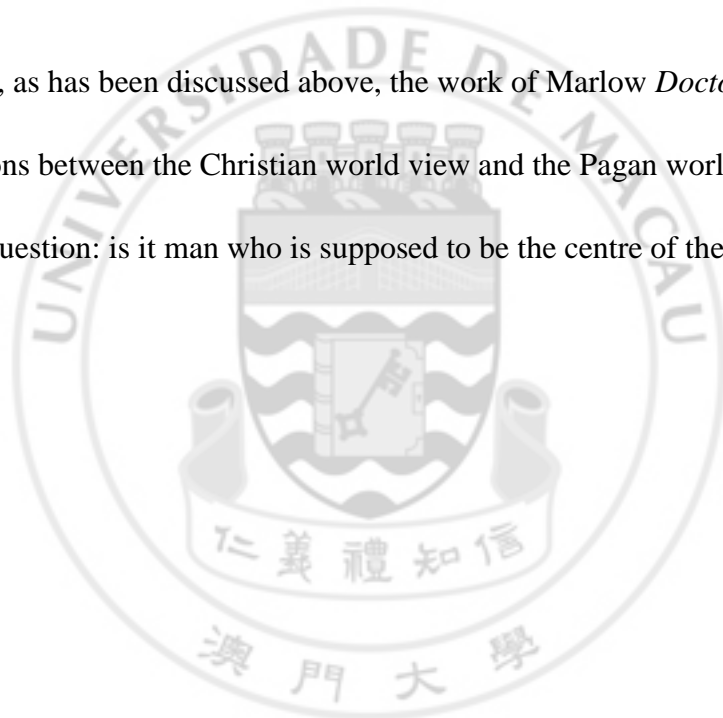 , as has been discussed above, the work of Marlow Docto
ons between the Christian world view and the Pagan worl
uestion: is it man who is supposed to be the centre of the
UNIVERSIDADE DE MACAU
仁義禮知信
澳門大學